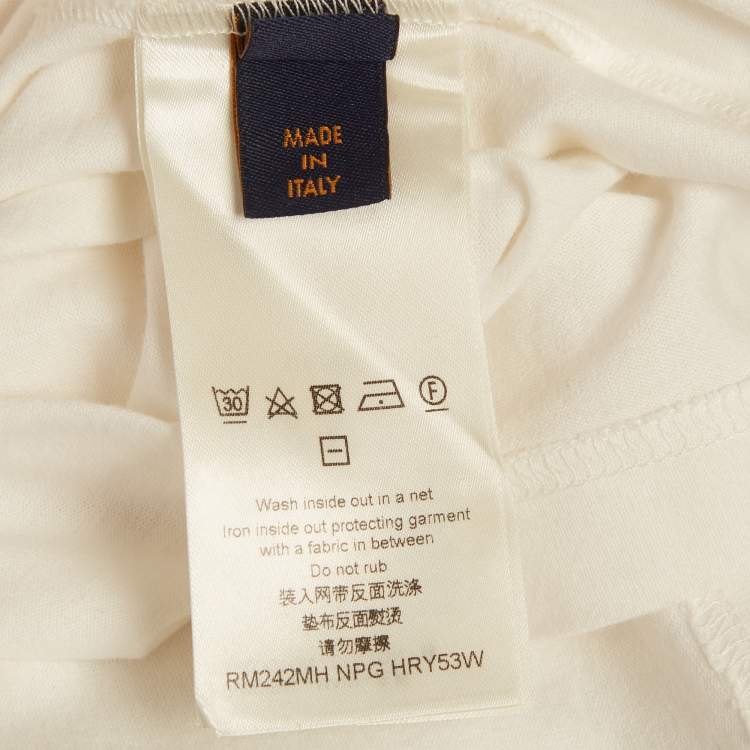 MADE
IN
ITALY
30
F
Wash inside out in a net
Iron inside out protecting garment
with a fabric in between
Do not rub
装入网带反面洗涤
垫布反面熨烫
请勿摩擦
RM242MH NPG HRY53W